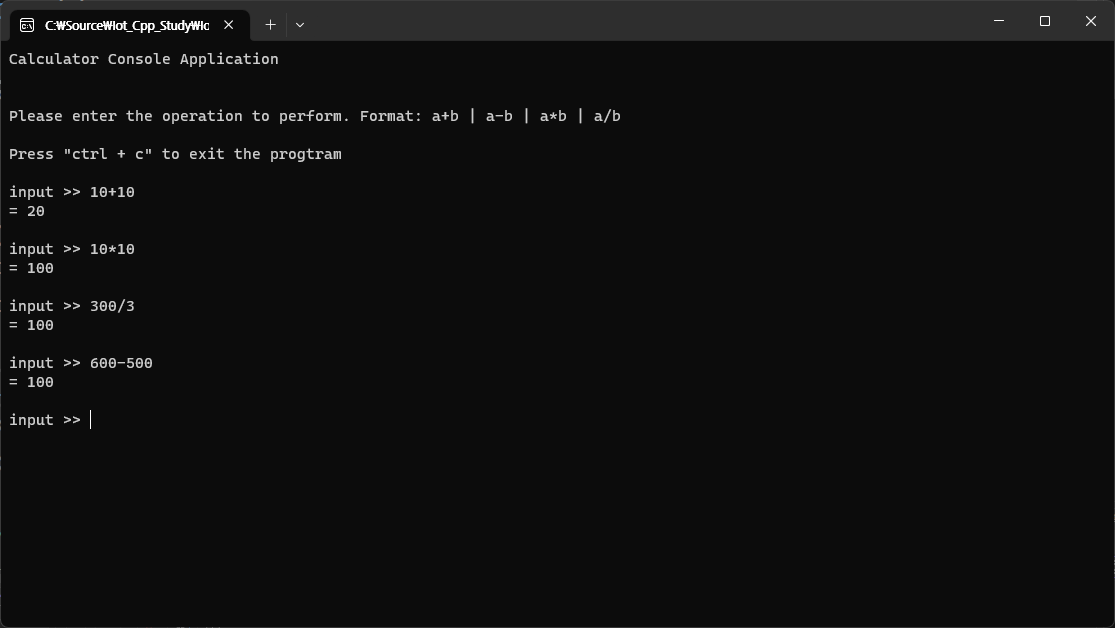 C:₩Source₩Iot_Cpp_Study₩Ic
Calculator Console Application
Please enter the operation to perform. Format: a+b | a-b | a*b | a/b
Press "ctrl + c" to exit the progtram
input >> 10+10
= 20
input >> 10*10
= 100
input >> 300/3
= 100
input >> 600-500
= 100
input >>